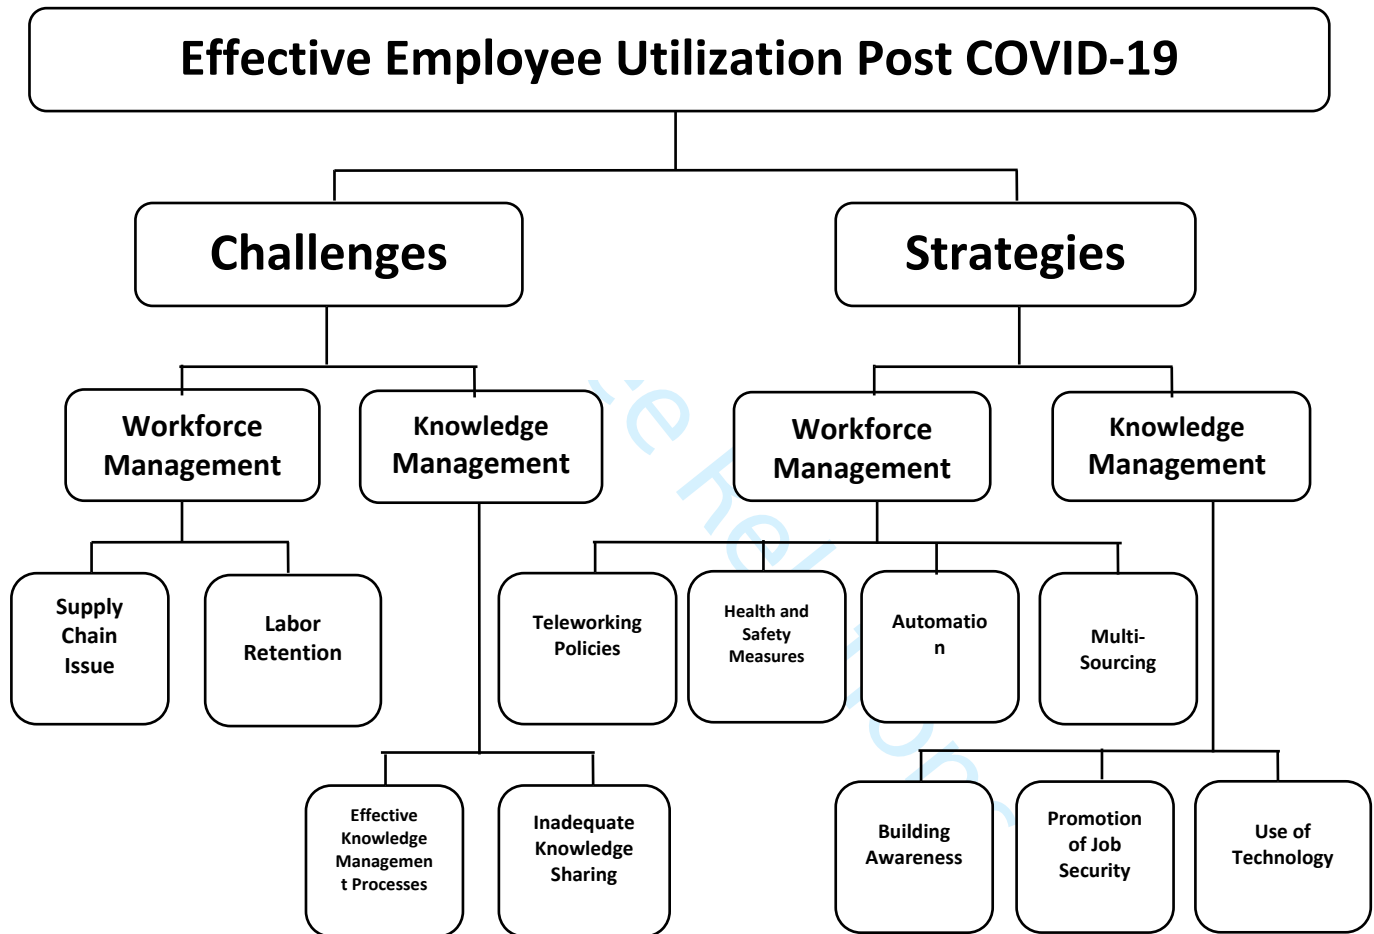 Effective Employee Utilization Post COVID-19
Challenges
Strategies
Workforce
Management
Knowledge
Management
Workforce
Management
Knowledge
Management
Supply
Chain
Issue
Labor
Retention
Teleworking
Policies
Health and
Safety
Measures
Automatio
n
Multi-
Sourcing
Effective
Knowledge
Managemen
t Processes
Inadequate
Knowledge
Sharing
Building
Awareness
Promotion
of Job
Security
Use of
Technology